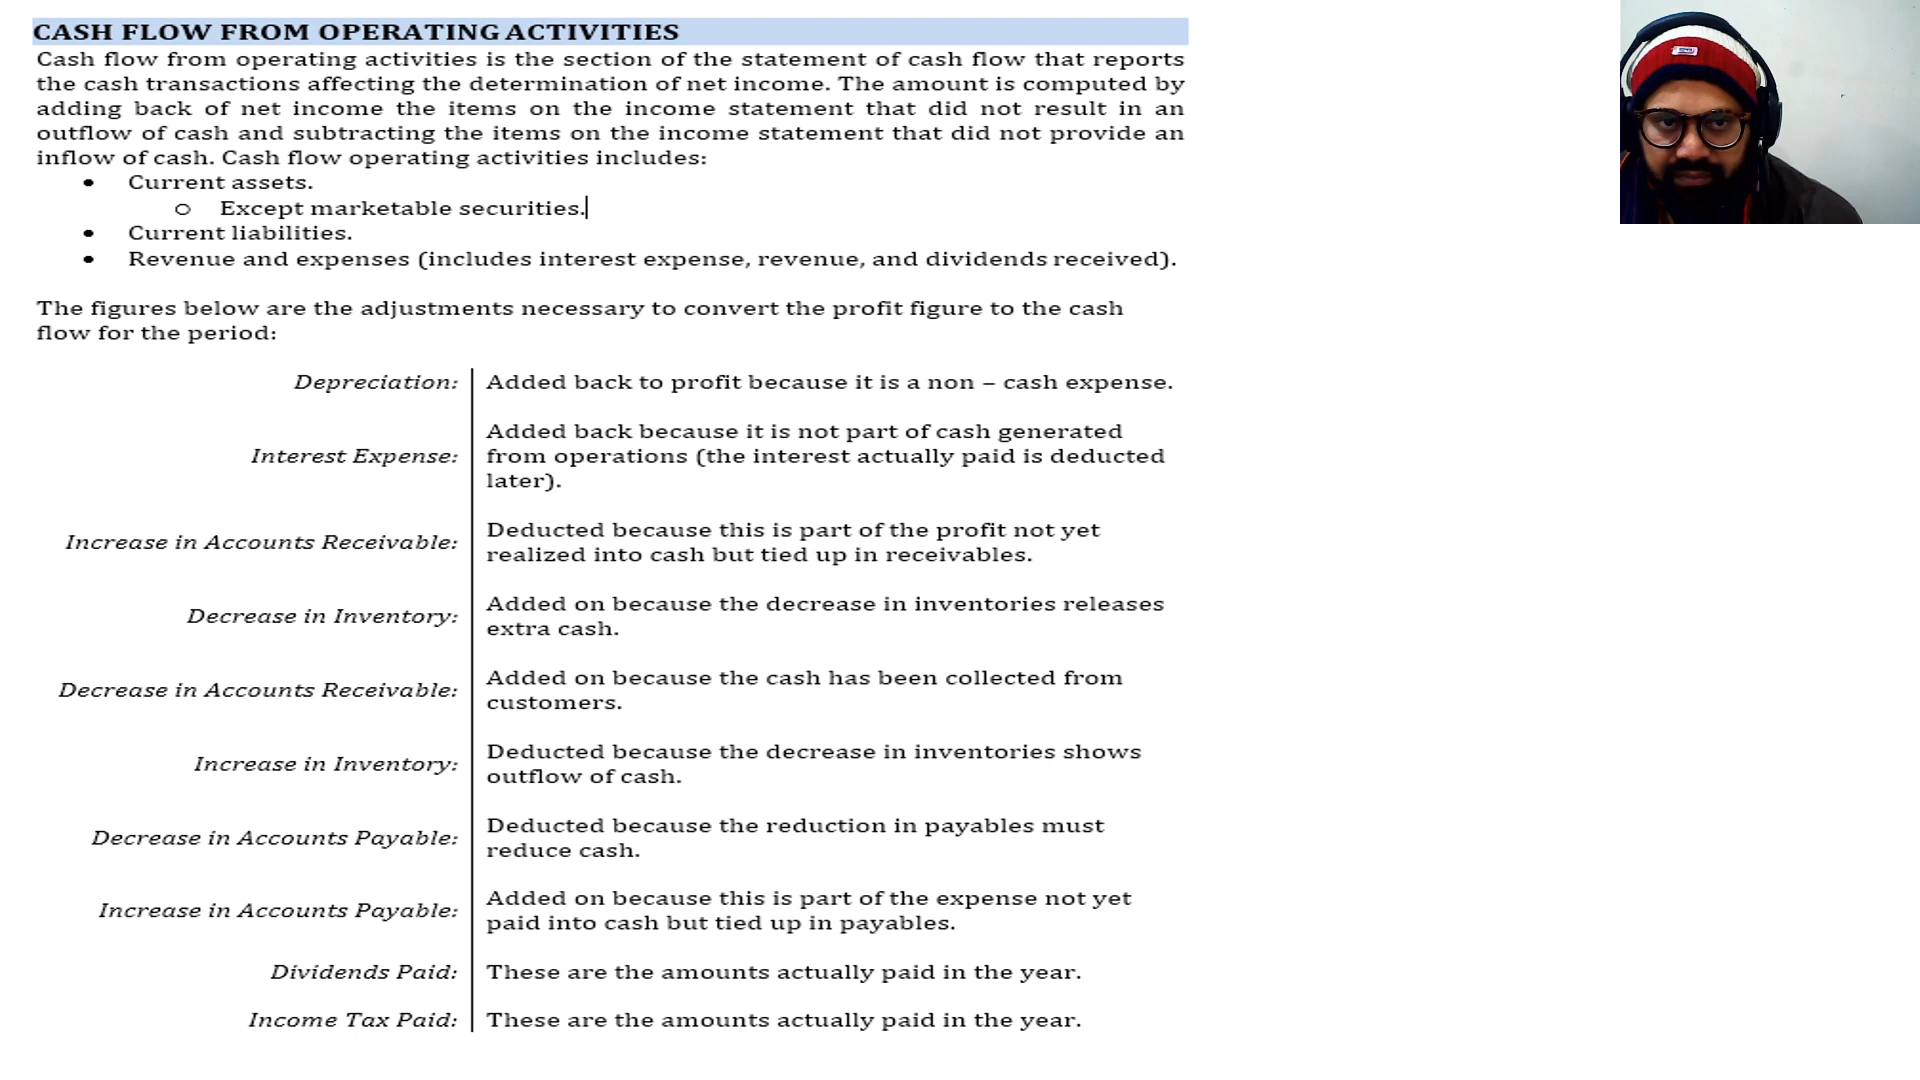 CASH FLOW FROM OPERATING ACTIVITIES
Cash flow from operating activities is the section of the statement of cash flow that reports
the cash transactions affecting the determination of net income. The amount is computed by
adding back of net income the items on the income statement that did not result in an
outflow of cash and subtracting the items on the income statement that did not provide an
inflow of cash. Cash flow operating activities includes:
• Current assets.
o Except marketable securities.
• Current liabilities.
• Revenue and expenses (includes interest expense, revenue, and dividends received).
The figures below are the adjustments necessary to convert the profit figure to the cash
flow for the period:
Depreciation: Added back to profit because it is a non – cash expense.
Interest Expense:
Added back because it is not part of cash generated
from operations (the interest actually paid is deducted
later).
Increase in Accounts Receivable:
Deducted because this is part of the profit not yet
realized into cash but tied up in receivables.
Decrease in Inventory:
Added on because the decrease in inventories releases
extra cash.
Decrease in Accounts Receivable:
Added on because the cash has been collected from
customers.
Increase in Inventory:
Deducted because the decrease in inventories shows
outflow of cash.
Decrease in Accounts Payable:
Deducted because the reduction in payables must
reduce cash.
Increase in Accounts Payable:
Added on because this is part of the expense not yet
paid into cash but tied up in payables.
Dividends Paid: These are the amounts actually paid in the year.
Income Tax Paid: These are the amounts actually paid in the year.